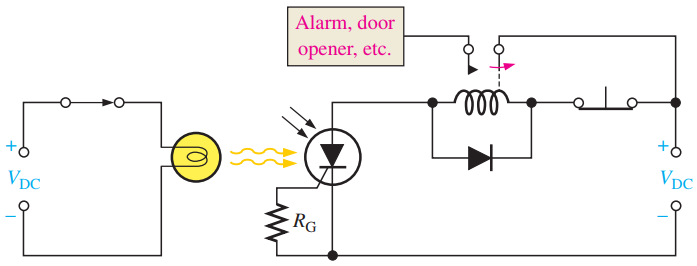 Alarm, door
opener, etc.
+
V_DC
–
R_G
+
V_DC
–